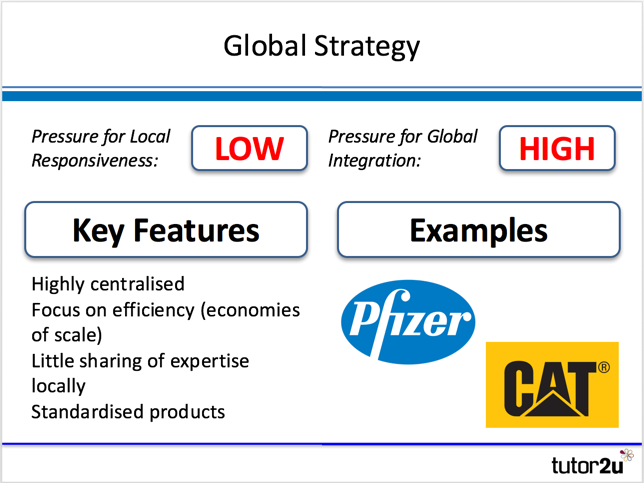 Global Strategy
Pressure for Local
Responsiveness:
LOW
Pressure for Global
Integration:
HIGH
Key Features
Examples
Highly centralised
Focus on efficiency (economies
of scale)
Little sharing of expertise
locally
Standardised products
Pfizer
CAT®
tutor2u